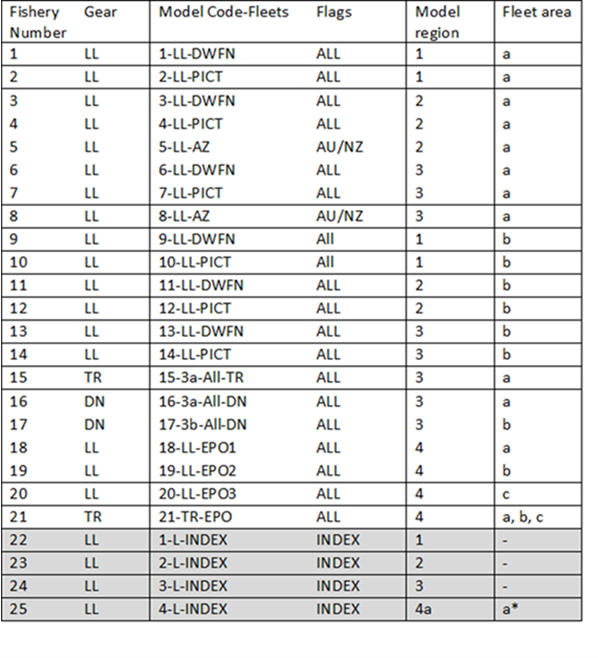 Fishery Number Gear Model Code-Fleets Flags Model region Fleet area
1 LL 1-LL-DWFN ALL 1 a
2 LL 2-LL-PICT ALL 1 a
3 LL 3-LL-DWFN ALL 2 a
4 LL 4-LL-PICT ALL 2 a
5 LL 5-LL-AZ AU/NZ 2 a
6 LL 6-LL-DWFN ALL 3 a
7 LL 7-LL-PICT ALL 3 a
8 LL 8-LL-AZ AU/NZ 3 a
9 LL 9-LL-DWFN All 1 b
10 LL 10-LL-PICT All 1 b
11 LL 11-LL-DWFN ALL 2 b
12 LL 12-LL-PICT ALL 2 b
13 LL 13-LL-DWFN ALL 3 b
14 LL 14-LL-PICT ALL 3 b
15 TR 15-3a-All-TR ALL 3 a
16 DN 16-3a-All-DN ALL 3 a
17 DN 17-3b-All-DN ALL 3 b
18 LL 18-LL-EPO1 ALL 4 a
19 LL 19-LL-EPO2 ALL 4 b
20 LL 20-LL-EPO3 ALL 4 c
21 TR 21-TR-EPO ALL 4 a, b, c
22 LL 1-L-INDEX INDEX 1 -
23 LL 2-L-INDEX INDEX 2 -
24 LL 3-L-INDEX INDEX 3 -
25 LL 4-L-INDEX INDEX 4a a*